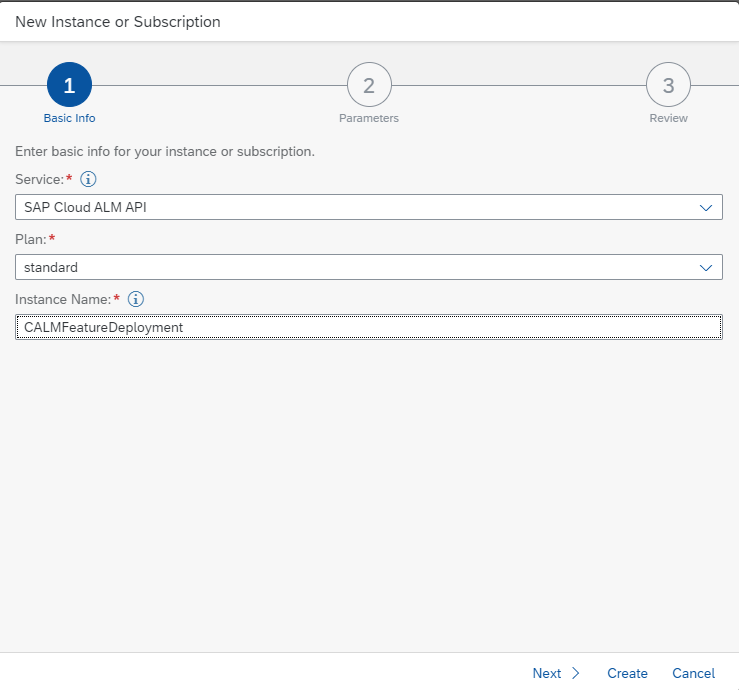 New Instance or Subscription
1 2 3
Basic Info Parameters Review
Enter basic info for your instance or subscription.
Service:* i
SAP Cloud ALM API
Plan:*
standard
Instance Name:* i
CALMFeatureDeployment
Next Create Cancel